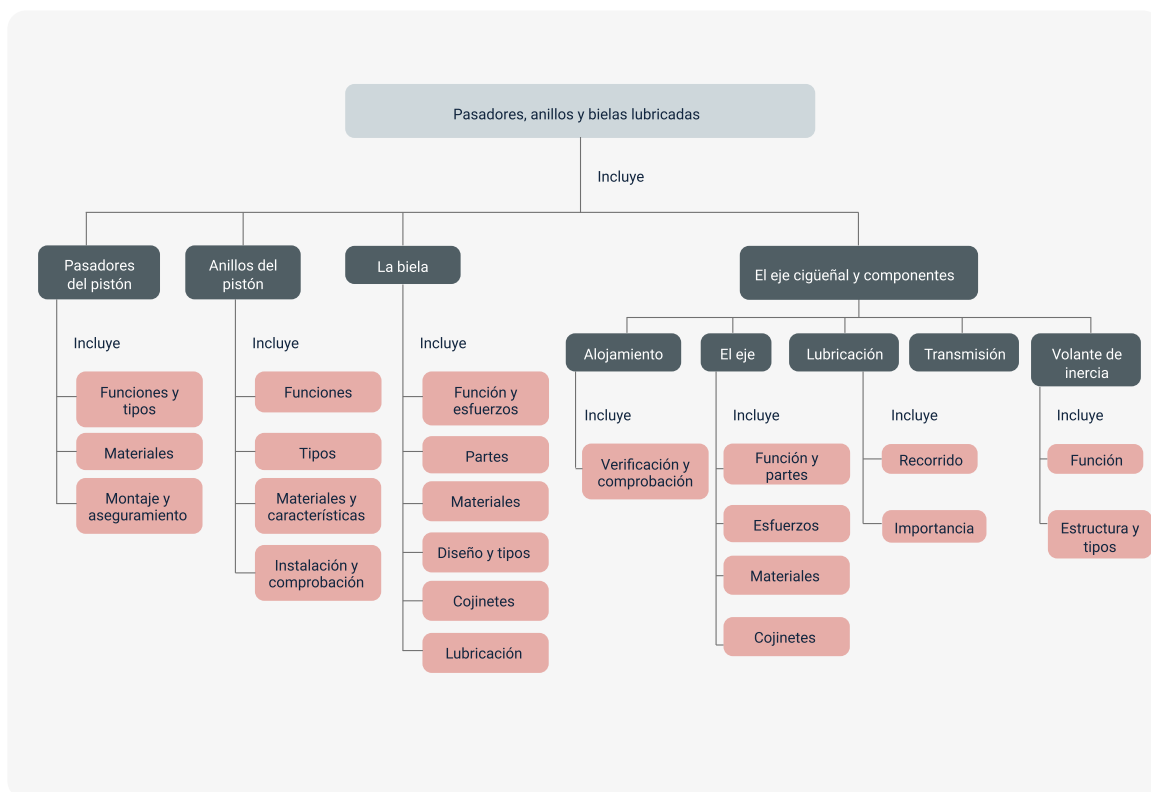 Pasadores, anillos y bielas lubricadas
Incluye
Pasadores
del pistón
Anillos del
pistón
La biela
El eje cigüeñal y componentes
Incluye
Funciones y
tipos
Materiales
Montaje y
aseguramiento
Incluye
Funciones
Tipos
Materiales y
características
Instalación y
comprobación
Incluye
Función y
esfuerzos
Partes
Materiales
Diseño y tipos
Cojinetes
Lubricación
Alojamiento
El eje
Lubricación
Transmisión
Volante de
inercia
Incluye
Verificación y
comprobación
Incluye
Función y
partes
Esfuerzos
Materiales
Cojinetes
Incluye
Recorrido
Importancia
Incluye
Función
Estructura y
tipos